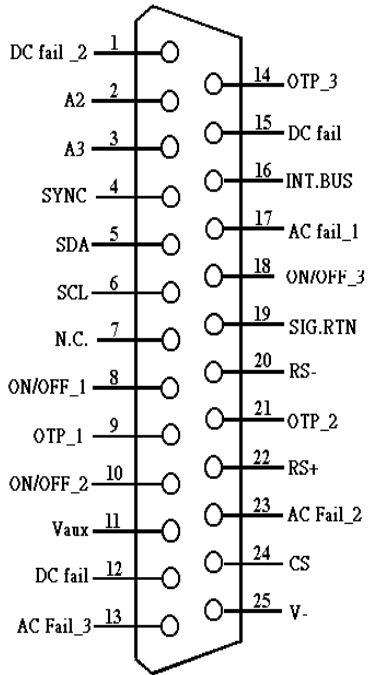 DC fail _2 1
A2 2
A3 3
SYNC 4
SDA 5
SCL 6
N.C. 7
ON/OFF_1 8
OTP_1 9
ON/OFF_2 10
Vaux 11
DC fail 12
AC Fail_3 13
14 OTP_3
15 DC fail
16 INT.BUS
17 AC fail_1
18 ON/OFF_3
19 SIG.RTN
20 RS-
21 OTP_2
22 RS+
23 AC Fail_2
24 CS
25 V-